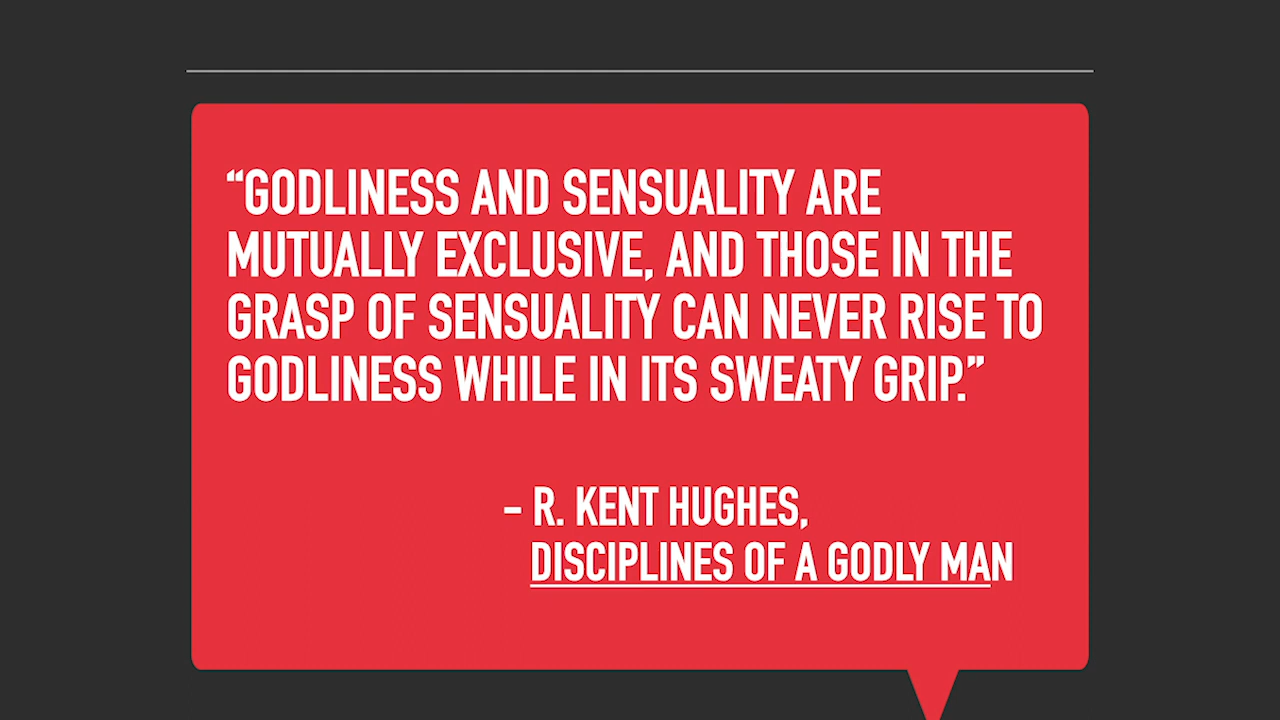 “GODLINESS AND SENSUALITY ARE
MUTUALLY EXCLUSIVE, AND THOSE IN THE
GRASP OF SENSUALITY CAN NEVER RISE TO
GODLINESS WHILE IN ITS SWEATY GRIP.”
– R. KENT HUGHES,
DISCIPLINES OF A GODLY MAN